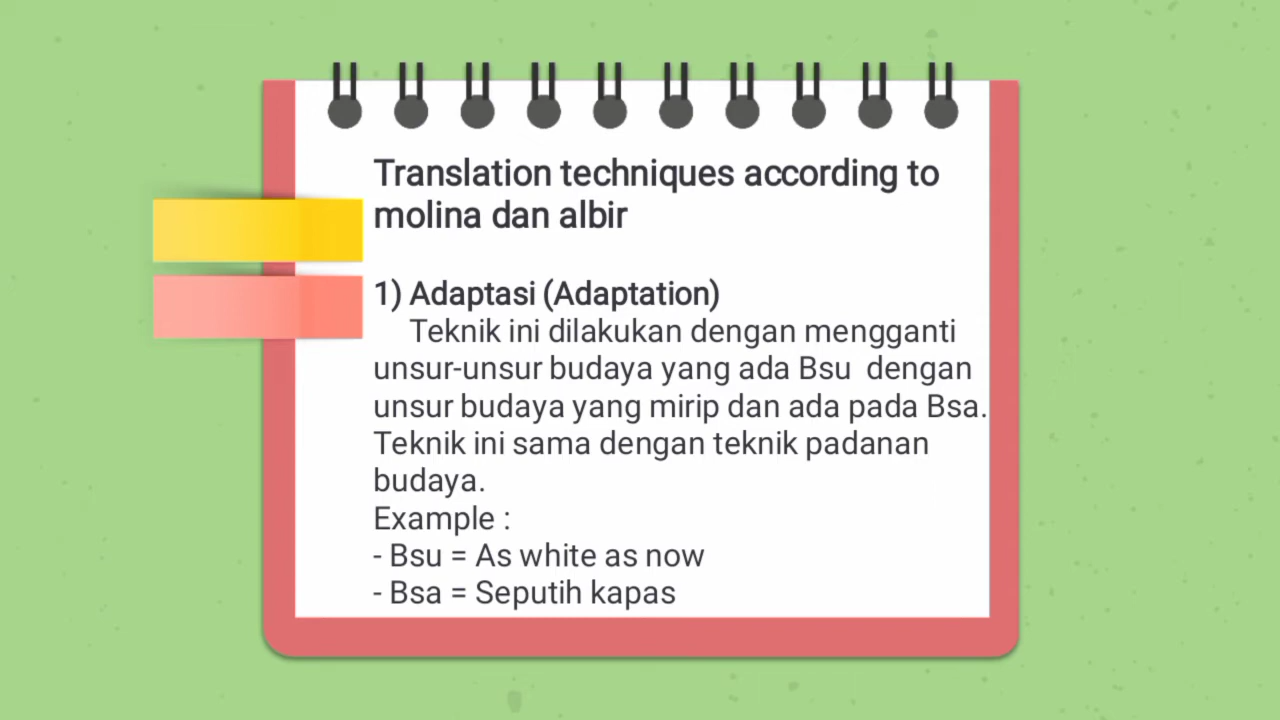 Translation techniques according to
molina dan albir
1) Adaptasi (Adaptation)
Teknik ini dilakukan dengan mengganti
unsur-unsur budaya yang ada Bsu dengan
unsur budaya yang mirip dan ada pada Bsa.
Teknik ini sama dengan teknik padanan
budaya.
Example :
- Bsu = As white as now
- Bsa = Seputih kapas